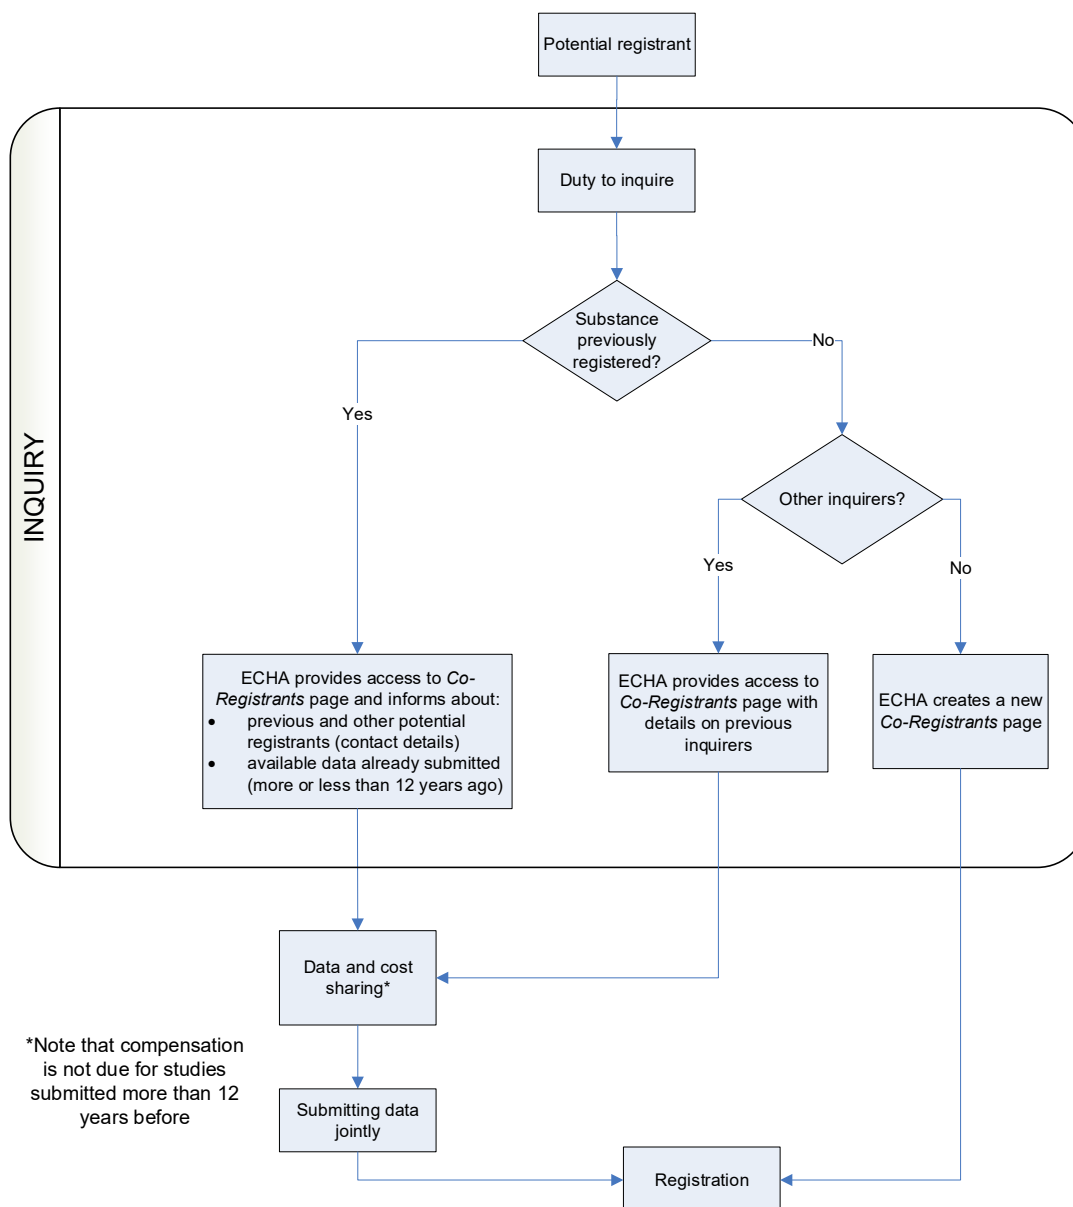 Potential registrant
Duty to inquire
Substance
previously
registered?
No
Yes
INQUIRY
Other inquirers?
Yes
No
ECHA provides access to Co-
Registrants page and informs about:
• previous and other potential
registrants (contact details)
• available data already submitted
(more or less than 12 years ago)
ECHA provides access to
Co-Registrants page with
details on previous
inquirers
ECHA creates a new
Co-Registrants page
Data and cost
sharing*
*Note that compensation
is not due for studies
submitted more than 12
years before
Submitting data
jointly
Registration